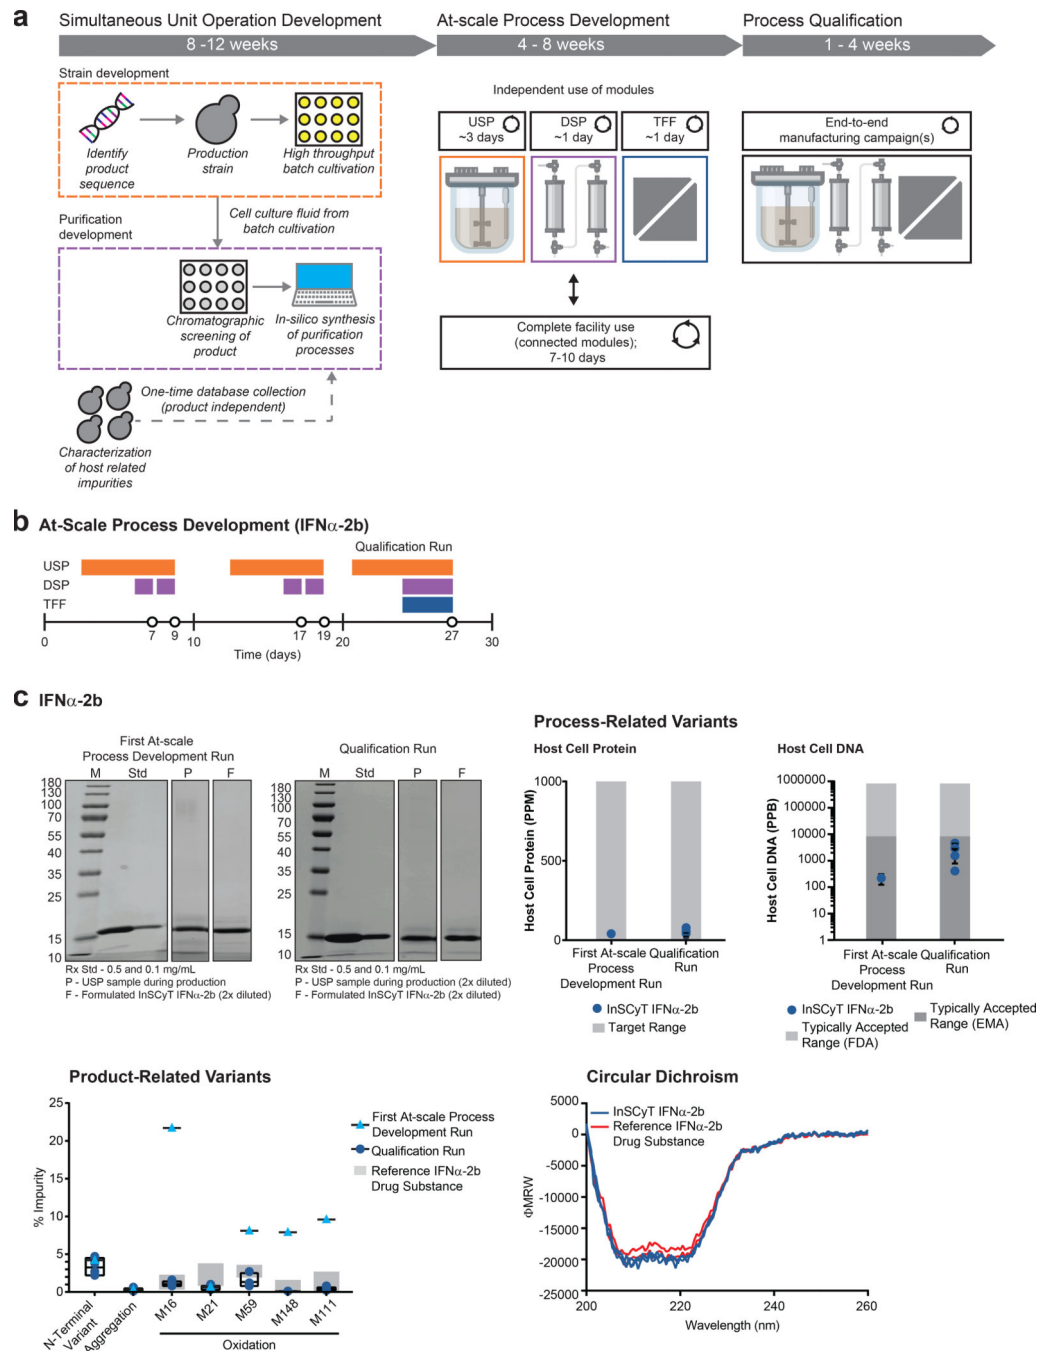 a
Simultaneous Unit Operation Development
At-scale Process Development
Process Qualification
8 -12 weeks
4 - 8 weeks
1 - 4 weeks
Strain development
Identify
product
sequence
Production
strain
High throughput
batch cultivation
Cell culture fluid from
batch cultivation
Purification
development
Chromatographic
screening of
product
In-silico synthesis
of purification
processes
One-time database collection
(product independent)
Characterization
of host related
impurities
Independent use of modules
USP
~3 days
DSP
~1 day
TFF
~1 day
Complete facility use
(connected modules);
7-10 days
End-to-end
manufacturing campaign(s)
b At-Scale Process Development (IFNα-2b)
Qualification Run
USP
DSP
TFF
0
7
9
10
17
19
20
27
30
Time (days)
c IFNα-2b
First At-scale
Process Development Run
M Std P F
180
130
100
70
55
40
35
25
15
10
Rx Std - 0.5 and 0.1 mg/mL
P - USP sample during production
F - Formulated InSCyT IFNα-2b (2x diluted)
Qualification Run
M Std P F
180
130
100
70
55
40
35
25
15
10
Rx Std - 0.5 and 0.1 mg/mL
P - USP sample during production (2x diluted)
F - Formulated InSCyT IFNα-2b (2x diluted)
Process-Related Variants
Host Cell Protein
Host Cell Protein (PPM)
1000
500
0
First At-scale
Process
Development Run
Qualification
Run
InSCyT IFNα-2b
Target Range
Host Cell DNA
Host Cell DNA (PPB)
1000000
100000
10000
1000
100
10
1
First At-scale
Process
Development Run
Qualification
Run
InSCyT IFNα-2b
Typically Accepted
Range (FDA)
Typically Accepted
Range (EMA)
Product-Related Variants
% Impurity
25
20
15
10
5
0
N-Terminal
Variant
Aggregation
M16
M21
M59
M148
M111
Oxidation
First At-scale Process
Development Run
Qualification Run
Reference IFNα-2b
Drug Substance
Circular Dichroism
ΦMRW
5000
0
-5000
-10000
-15000
-20000
-25000
InSCyT IFNα-2b
Reference IFNα-2b
Drug Substance
200
220
240
260
Wavelength (nm)